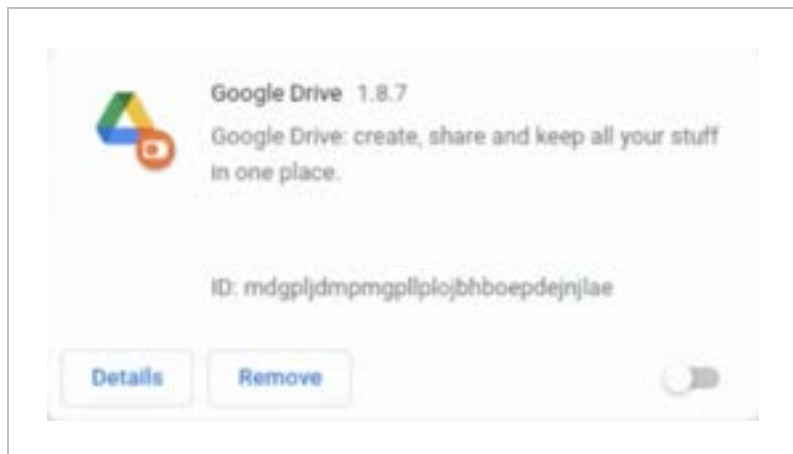 Google Drive 1.8.7
Google Drive: create, share and keep all your stuff
in one place.
ID: mdgpljdmpmgpllplojbhboepdejnjlae
Details
Remove